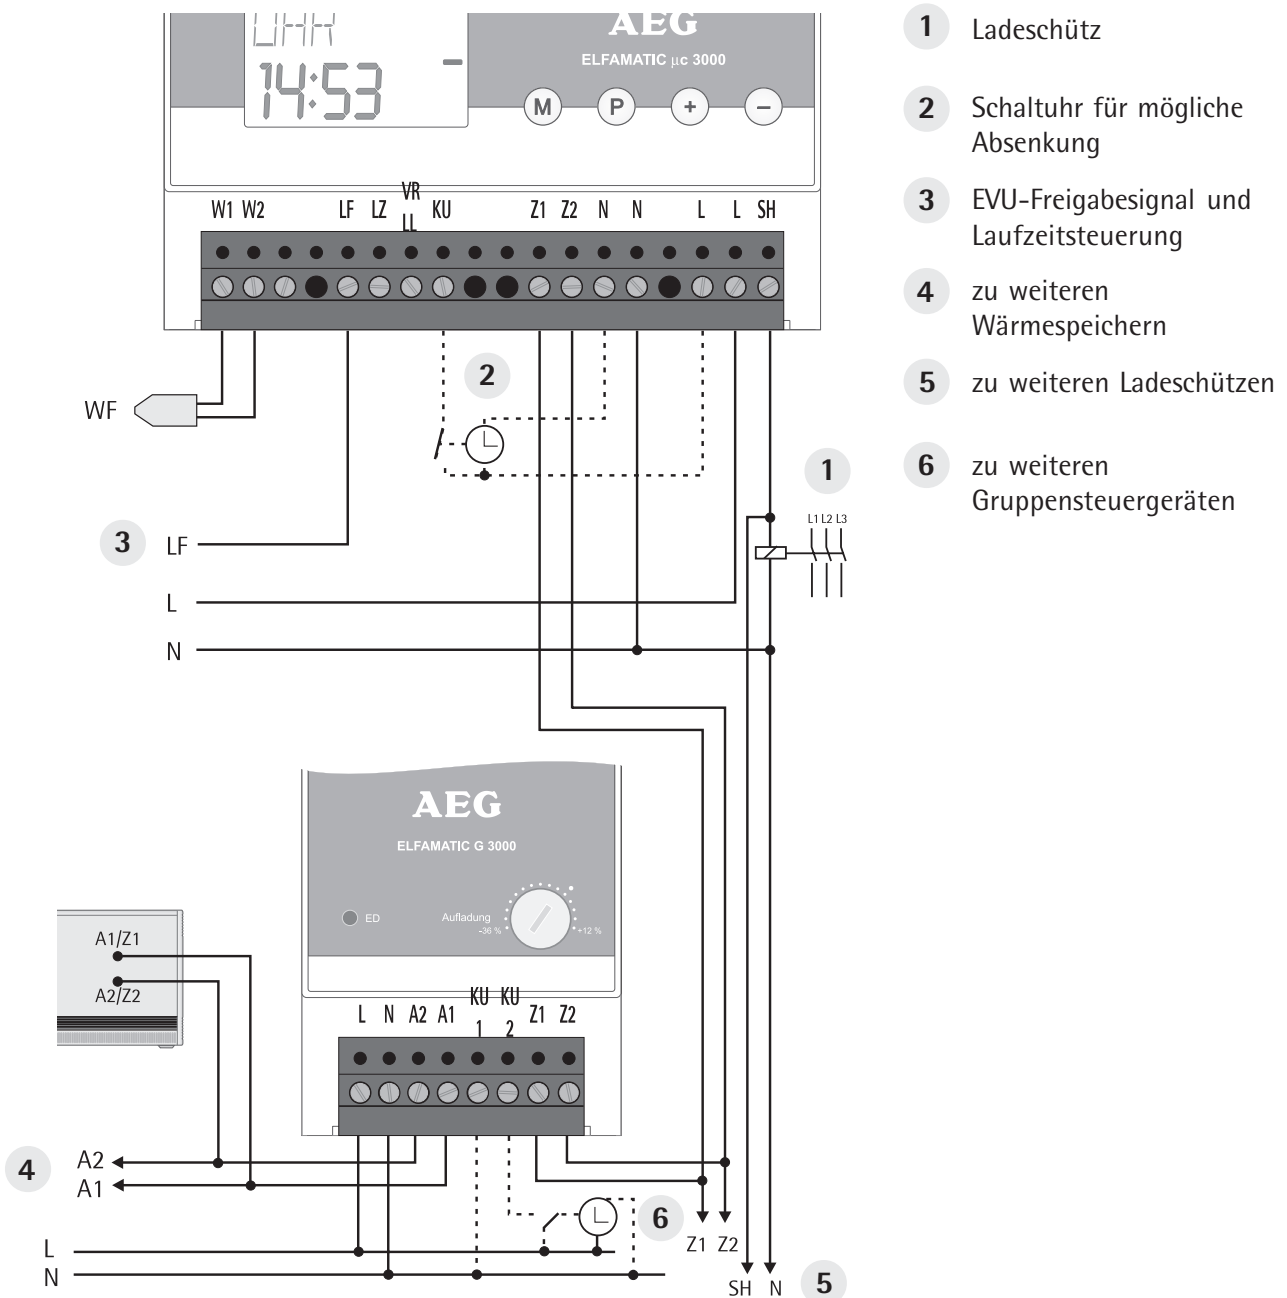 UHR
14:53
AEG
ELFAMATIC µc 3000
M P + −
W1 W2 LF LZ VR LL KU Z1 Z2 N N L L SH
WF
2
1
L1 L2 L3
3 LF
L
N
AEG
ELFAMATIC G 3000
ED
Aufladung
-36 % +12 %
A1/Z1
A2/Z2
L N A2 A1 KU 1 KU 2 Z1 Z2
4
A2
A1
6
L
N
Z1 Z2
SH N 5
1 Ladeschütz
2 Schaltuhr für mögliche
Absenkung
3 EVU-Freigabesignal und
Laufzeitsteuerung
4 zu weiteren
Wärmespeichern
5 zu weiteren Ladeschützen
6 zu weiteren
Gruppensteuergeräten